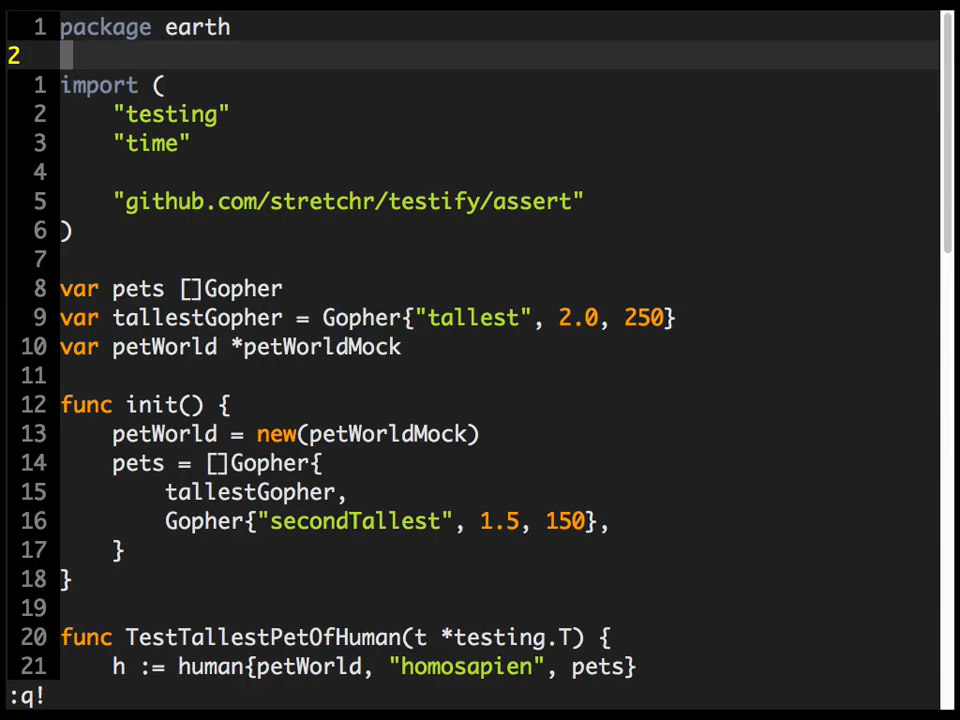 1 package earth
2
1 import (
2 "testing"
3 "time"
4
5 "github.com/stretchr/testify/assert"
6 )
7
8 var pets []Gopher
9 var tallestGopher = Gopher{"tallest", 2.0, 250}
10 var petWorld *petWorldMock
11
12 func init() {
13 petWorld = new(petWorldMock)
14 pets = []Gopher{
15 tallestGopher,
16 Gopher{"secondTallest", 1.5, 150},
17 }
18 }
19
20 func TestTallestPetOfHuman(t *testing.T) {
21 h := human{petWorld, "homosapien", pets}
:q!